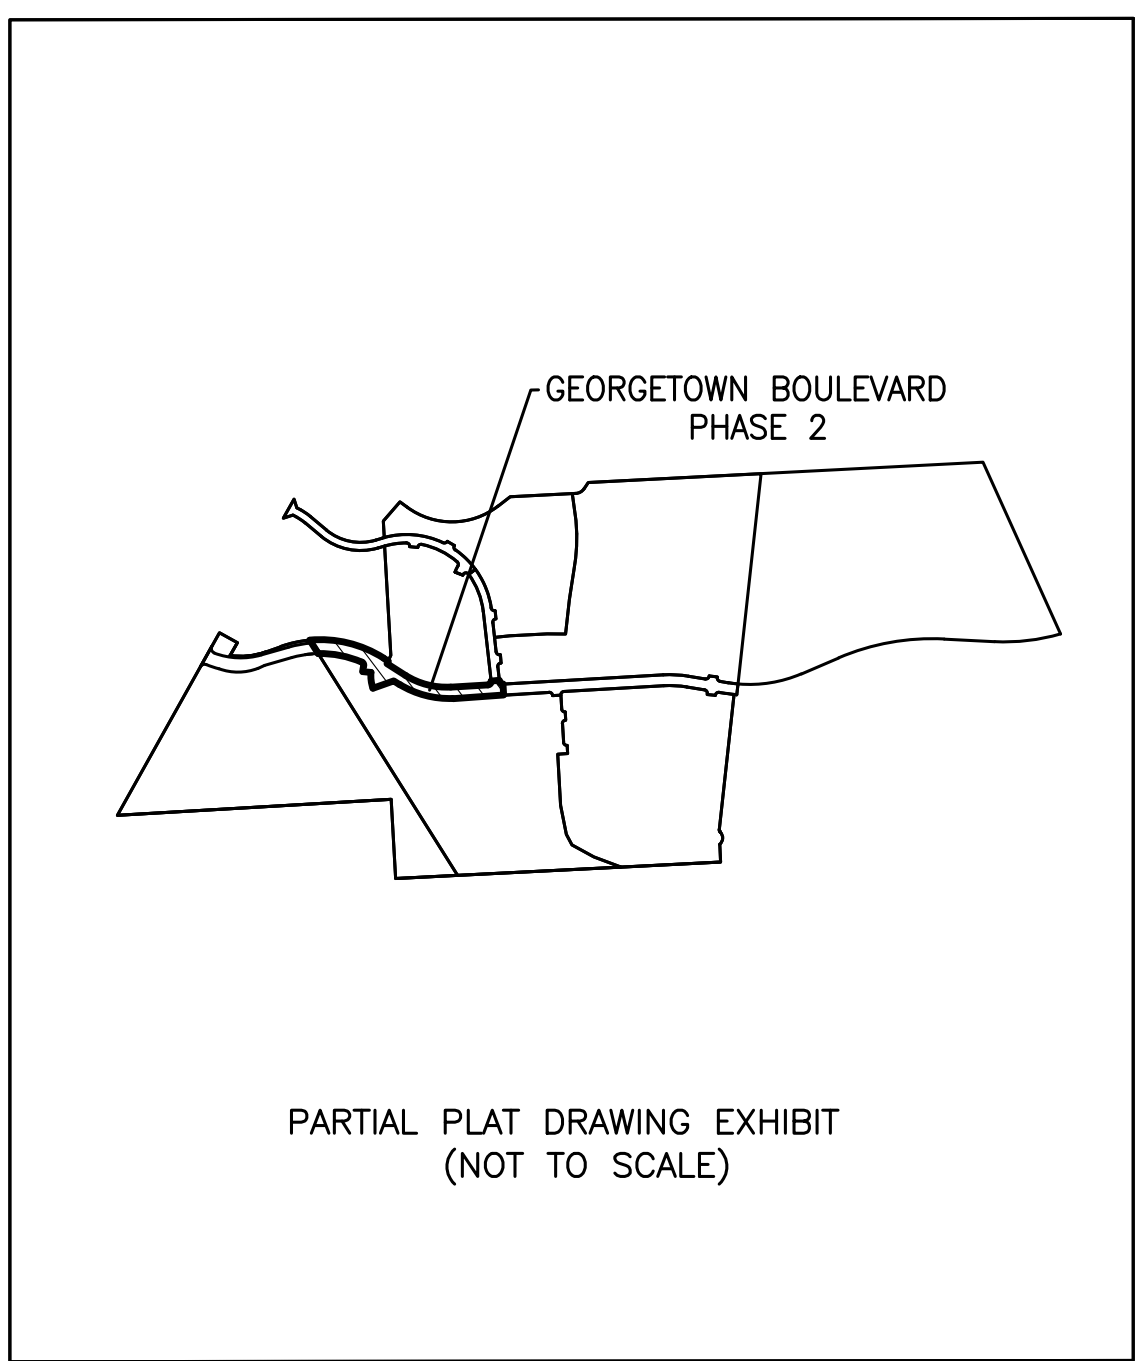 GEORGETOWN BOULEVARD
PHASE 2
PARTIAL PLAT DRAWING EXHIBIT
(NOT TO SCALE)